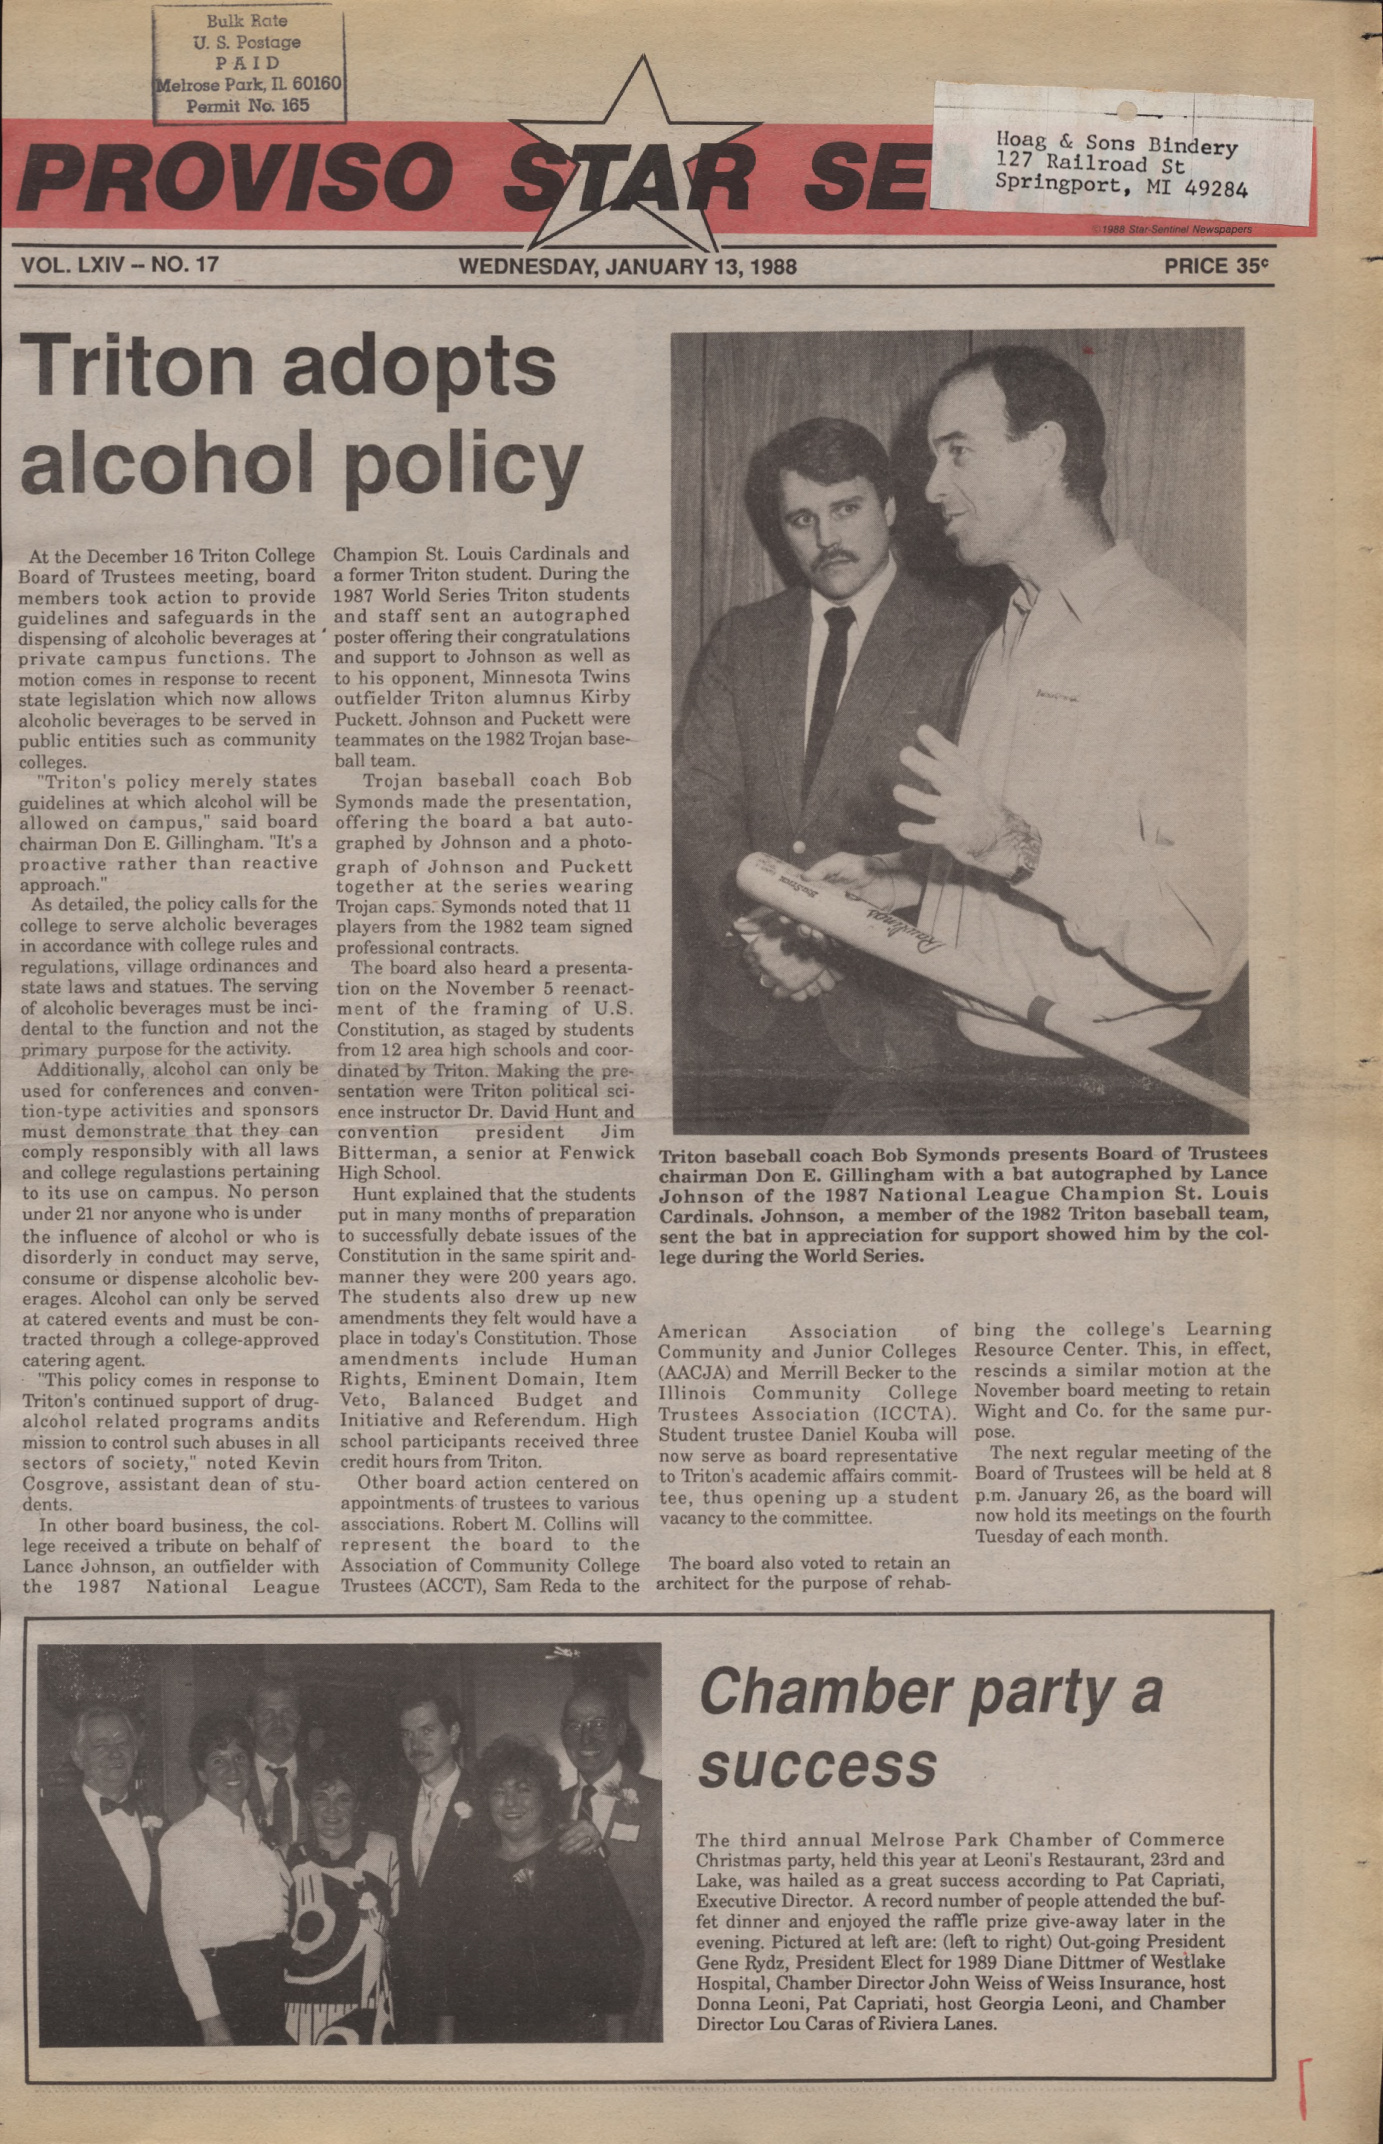 Bulk Rate
U. S. Postage
PAID
Melrose Park, Il. 60160
Permit No. 165
PROVISO STAR SE
Hoag & Sons Bindery
127 Railroad St
Springport, MI 49284
©1988 Star-Sentinel Newspapers
VOL. LXIV – NO. 17
WEDNESDAY, JANUARY 13, 1988
PRICE 35¢
Triton adopts
alcohol policy
At the December 16 Triton College
Board of Trustees meeting, board
members took action to provide
guidelines and safeguards in the
dispensing of alcoholic beverages at
private campus functions. The
motion comes in response to recent
state legislation which now allows
alcoholic beverages to be served in
public entities such as community
colleges.
"Triton's policy merely states
guidelines at which alcohol will be
allowed on campus," said board
chairman Don E. Gillingham. "It's a
proactive rather than reactive
approach."
As detailed, the policy calls for the
college to serve alcholic beverages
in accordance with college rules and
regulations, village ordinances and
state laws and statues. The serving
of alcoholic beverages must be inci-
dental to the function and not the
primary purpose for the activity.
Additionally, alcohol can only be
used for conferences and conven-
tion-type activities and sponsors
must demonstrate that they can
comply responsibly with all laws
and college regulastions pertaining
to its use on campus. No person
under 21 nor anyone who is under
the influence of alcohol or who is
disorderly in conduct may serve,
consume or dispense alcoholic bev-
erages. Alcohol can only be served
at catered events and must be con-
tracted through a college-approved
catering agent.
"This policy comes in response to
Triton's continued support of drug-
alcohol related programs andits
mission to control such abuses in all
sectors of society," noted Kevin
Cosgrove, assistant dean of stu-
dents.
In other board business, the col-
lege received a tribute on behalf of
Lance Johnson, an outfielder with
the 1987 National League
Champion St. Louis Cardinals and
a former Triton student. During the
1987 World Series Triton students
and staff sent an autographed
poster offering their congratulations
and support to Johnson as well as
to his opponent, Minnesota Twins
outfielder Triton alumnus Kirby
Puckett. Johnson and Puckett were
teammates on the 1982 Trojan base-
ball team.
Trojan baseball coach Bob
Symonds made the presentation,
offering the board a bat auto-
graphed by Johnson and a photo-
graph of Johnson and Puckett
together at the series wearing
Trojan caps. Symonds noted that 11
players from the 1982 team signed
professional contracts.
The board also heard a presenta-
tion on the November 5 reenact-
ment of the framing of U.S.
Constitution, as staged by students
from 12 area high schools and coor-
dinated by Triton. Making the pre-
sentation were Triton political sci-
ence instructor Dr. David Hunt and
convention president Jim
Bitterman, a senior at Fenwick
High School.
Hunt explained that the students
put in many months of preparation
to successfully debate issues of the
Constitution in the same spirit and-
manner they were 200 years ago.
The students also drew up new
amendments they felt would have a
place in today's Constitution. Those
amendments include Human
Rights, Eminent Domain, Item
Veto, Balanced Budget and
Initiative and Referendum. High
school participants received three
credit hours from Triton.
Other board action centered on
appointments of trustees to various
associations. Robert M. Collins will
represent the board to the
Association of Community College
Trustees (ACCT), Sam Reda to the
Rawlings
Triton baseball coach Bob Symonds presents Board of Trustees
chairman Don E. Gillingham with a bat autographed by Lance
Johnson of the 1987 National League Champion St. Louis
Cardinals. Johnson, a member of the 1982 Triton baseball team,
sent the bat in appreciation for support showed him by the col-
lege during the World Series.
American Association of
Community and Junior Colleges
(AACJA) and Merrill Becker to the
Illinois Community College
Trustees Association (ICCTA).
Student trustee Daniel Kouba will
now serve as board representative
to Triton's academic affairs commit-
tee, thus opening up a student
vacancy to the committee.
The board also voted to retain an
architect for the purpose of rehab-
bing the college's Learning
Resource Center. This, in effect,
rescinds a similar motion at the
November board meeting to retain
Wight and Co. for the same pur-
pose.
The next regular meeting of the
Board of Trustees will be held at 8
p.m. January 26, as the board will
now hold its meetings on the fourth
Tuesday of each month.
Chamber party a
success
The third annual Melrose Park Chamber of Commerce
Christmas party, held this year at Leoni's Restaurant, 23rd and
Lake, was hailed as a great success according to Pat Capriati,
Executive Director. A record number of people attended the buf-
fet dinner and enjoyed the raffle prize give-away later in the
evening. Pictured at left are: (left to right) Out-going President
Gene Rydz, President Elect for 1989 Diane Dittmer of Westlake
Hospital, Chamber Director John Weiss of Weiss Insurance, host
Donna Leoni, Pat Capriati, host Georgia Leoni, and Chamber
Director Lou Caras of Riviera Lanes.